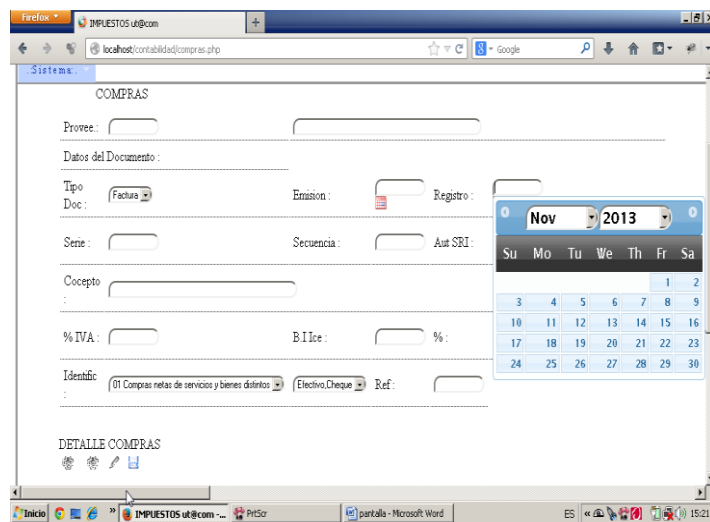 Firefox
IMPUESTOS ut@com
localhost/contabilidad/compras.php
Google
.:Sistema:.
COMPRAS
Provee.:
Datos del Documento :
Tipo Doc : Factura Emision : Registro :
Nov 2013
Su Mo Tu We Th Fr Sa
1 2
3 4 5 6 7 8 9
10 11 12 13 14 15 16
17 18 19 20 21 22 23
24 25 26 27 28 29 30
Serie : Secuencia : Aut SRI :
Cocepto :
% IVA : B.I Ice : % :
Identific : 01 Compras netas de servicios y bienes distintos Efectivo,Cheque Ref :
DETALLE COMPRAS
Inicio IMPUESTOS ut@com -... PrtScr pantalla - Microsoft Word ES 15:21